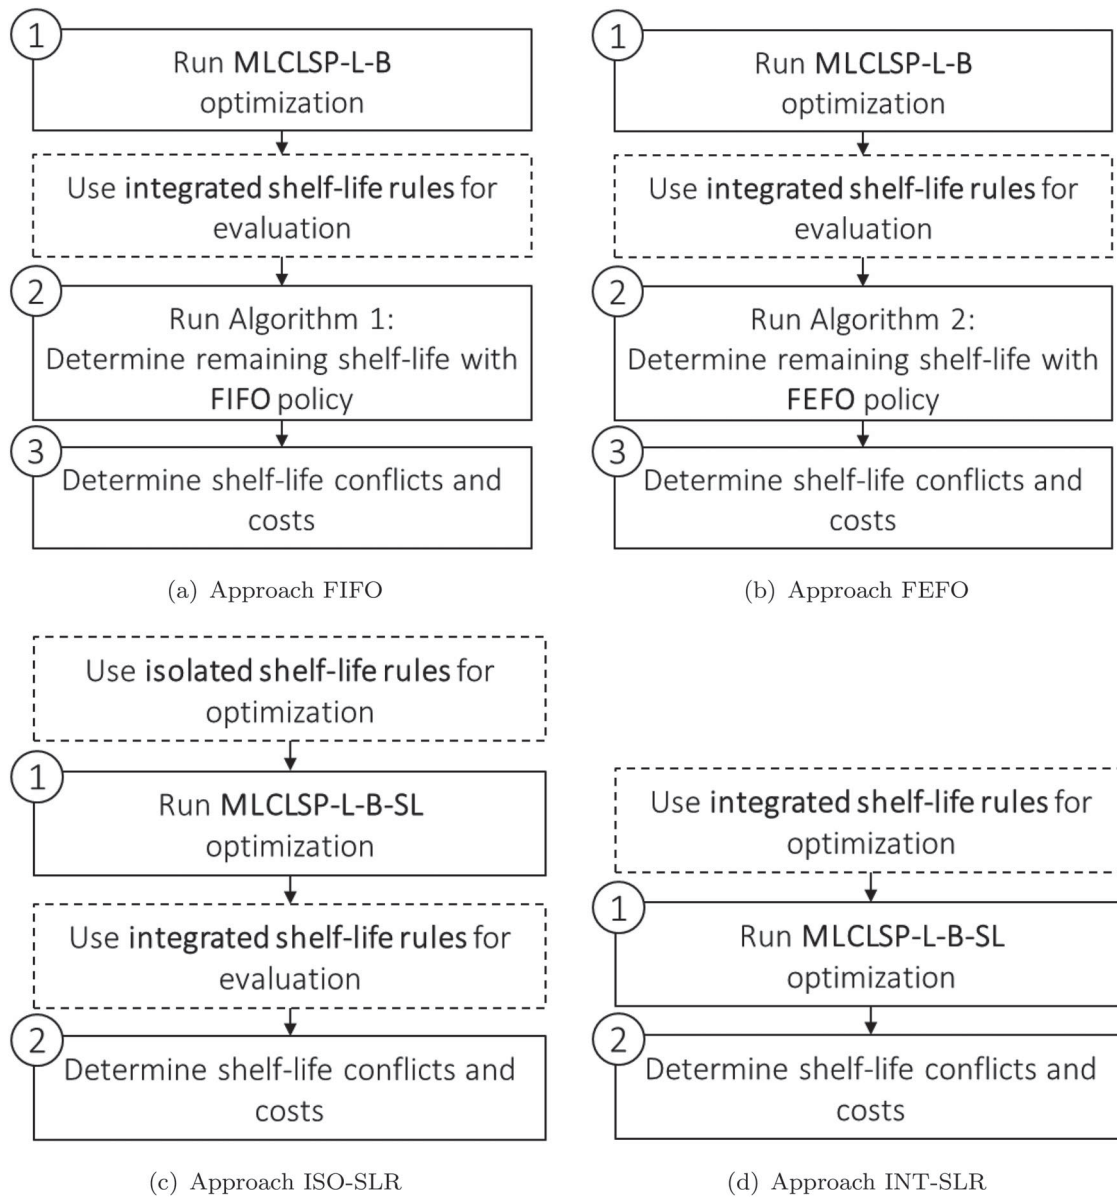 1
Run MLCLSP-L-B
optimization
Use integrated shelf-life rules for
evaluation
2
Run Algorithm 1:
Determine remaining shelf-life with
FIFO policy
3
Determine shelf-life conflicts and
costs
(a) Approach FIFO
1
Run MLCLSP-L-B
optimization
Use integrated shelf-life rules for
evaluation
2
Run Algorithm 2:
Determine remaining shelf-life with
FEFO policy
3
Determine shelf-life conflicts and
costs
(b) Approach FEFO
Use isolated shelf-life rules for
optimization
1
Run MLCLSP-L-B-SL
optimization
Use integrated shelf-life rules for
evaluation
2
Determine shelf-life conflicts and
costs
(c) Approach ISO-SLR
Use integrated shelf-life rules for
optimization
1
Run MLCLSP-L-B-SL
optimization
2
Determine shelf-life conflicts and
costs
(d) Approach INT-SLR